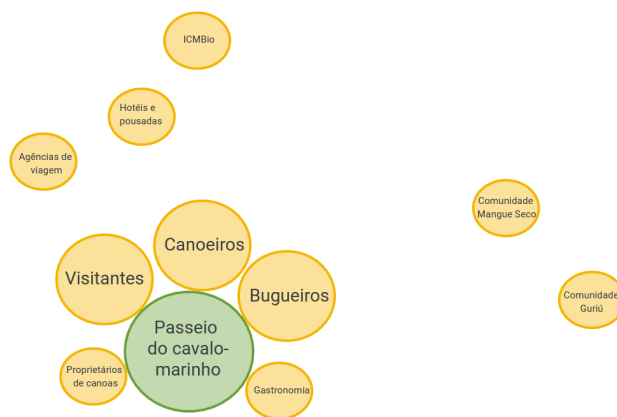 ICMBio
Hotéis e
pousadas
Agências de
viagem
Comunidade
Mangue Seco
Canoeiros
Visitantes
Bugueiros
Comunidade
Guriú
Passeio
do cavalo-
marinho
Proprietários
de canoas
Gastronomia